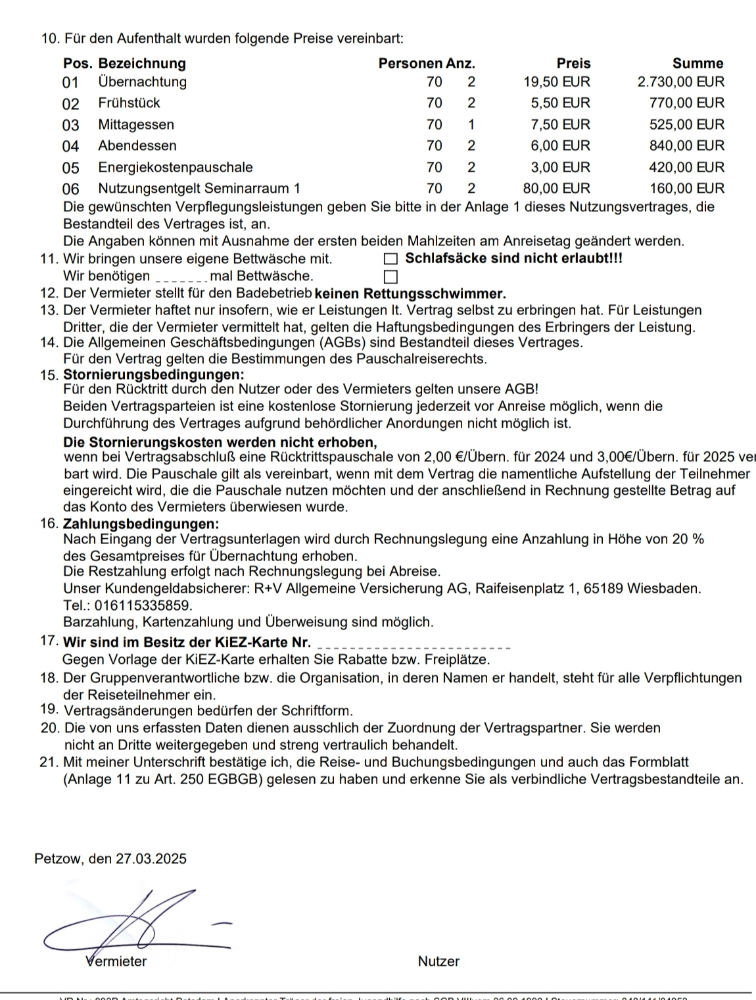 10. Für den Aufenthalt wurden folgende Preise vereinbart:
Pos. Bezeichnung Personen Anz. Preis Summe
01 Übernachtung 70 2 19,50 EUR 2.730,00 EUR
02 Frühstück 70 2 5,50 EUR 770,00 EUR
03 Mittagessen 70 1 7,50 EUR 525,00 EUR
04 Abendessen 70 2 6,00 EUR 840,00 EUR
05 Energiekostenpauschale 70 2 3,00 EUR 420,00 EUR
06 Nutzungsentgelt Seminarraum 1 70 2 80,00 EUR 160,00 EUR
Die gewünschten Verpflegungsleistungen geben Sie bitte in der Anlage 1 dieses Nutzungsvertrages, die
Bestandteil des Vertrages ist, an.
Die Angaben können mit Ausnahme der ersten beiden Mahlzeiten am Anreisetag geändert werden.
11. Wir bringen unsere eigene Bettwäsche mit. Schlafsäcke sind nicht erlaubt!!!
Wir benötigen _ _ _ _ _ _ mal Bettwäsche.
12. Der Vermieter stellt für den Badebetrieb keinen Rettungsschwimmer.
13. Der Vermieter haftet nur insofern, wie er Leistungen lt. Vertrag selbst zu erbringen hat. Für Leistungen
Dritter, die der Vermieter vermittelt hat, gelten die Haftungsbedingungen des Erbringers der Leistung.
14. Die Allgemeinen Geschäftsbedingungen (AGBs) sind Bestandteil dieses Vertrages.
Für den Vertrag gelten die Bestimmungen des Pauschalreiserechts.
15. Stornierungsbedingungen:
Für den Rücktritt durch den Nutzer oder des Vermieters gelten unsere AGB!
Beiden Vertragsparteien ist eine kostenlose Stornierung jederzeit vor Anreise möglich, wenn die
Durchführung des Vertrages aufgrund behördlicher Anordungen nicht möglich ist.
Die Stornierungskosten werden nicht erhoben,
wenn bei Vertragsabschluß eine Rücktrittspauschale von 2,00 €/Übern. für 2024 und 3,00€/Übern. für 2025 ver
bart wird. Die Pauschale gilt als vereinbart, wenn mit dem Vertrag die namentliche Aufstellung der Teilnehmer
eingereicht wird, die die Pauschale nutzen möchten und der anschließend in Rechnung gestellte Betrag auf
das Konto des Vermieters überwiesen wurde.
16. Zahlungsbedingungen:
Nach Eingang der Vertragsunterlagen wird durch Rechnungslegung eine Anzahlung in Höhe von 20 %
des Gesamtpreises für Übernachtung erhoben.
Die Restzahlung erfolgt nach Rechnungslegung bei Abreise.
Unser Kundengeldabsicherer: R+V Allgemeine Versicherung AG, Raifeisenplatz 1, 65189 Wiesbaden.
Tel.: 016115335859.
Barzahlung, Kartenzahlung und Überweisung sind möglich.
17. Wir sind im Besitz der KiEZ-Karte Nr. _ _ _ _ _ _ _ _ _ _ _ _ _ _ _ _ _ _ _ _ _ _
Gegen Vorlage der KiEZ-Karte erhalten Sie Rabatte bzw. Freiplätze.
18. Der Gruppenverantwortliche bzw. die Organisation, in deren Namen er handelt, steht für alle Verpflichtungen
der Reiseteilnehmer ein.
19. Vertragsänderungen bedürfen der Schriftform.
20. Die von uns erfassten Daten dienen ausschlich der Zuordnung der Vertragspartner. Sie werden
nicht an Dritte weitergegeben und streng vertraulich behandelt.
21. Mit meiner Unterschrift bestätige ich, die Reise- und Buchungsbedingungen und auch das Formblatt
(Anlage 11 zu Art. 250 EGBGB) gelesen zu haben und erkenne Sie als verbindliche Vertragsbestandteile an.
Petzow, den 27.03.2025
Vermieter Nutzer